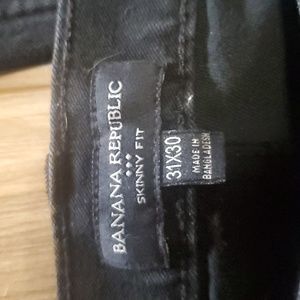 BANANA REPUBLIC
SKINNY FIT
31X30
MADE IN
BANGLADESH